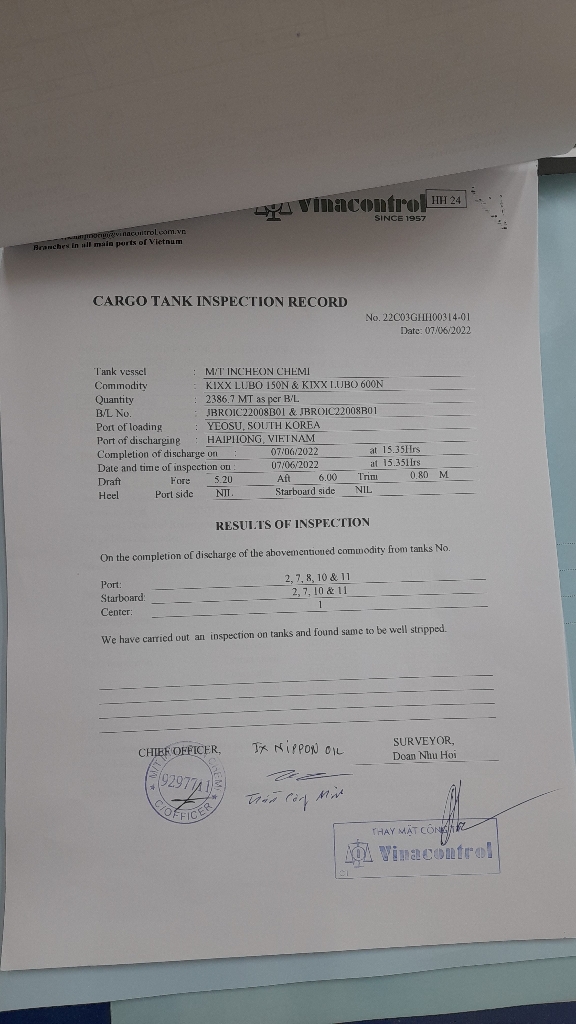 Vinacontrol
HH 24
SINCE 1957
@vinacontrol.com.vn
Branches in all main ports of Vietnam
CARGO TANK INSPECTION RECORD
No. 22C03GHH00314-01
Date: 07/06/2022
Tank vessel : M/T INCHEON CHEMI
Commodity : KIXX LUBO 150N & KIXX LUBO 600N
Quantity : 2386.7 MT as per B/L
B/L No. : JBROIC22008B01 & JBROIC22008B01
Port of loading : YEOSU, SOUTH KOREA
Port of discharging : HAIPHONG, VIETNAM
Completion of discharge on : 07/06/2022 at 15.35Hrs
Date and time of inspection on : 07/06/2022 at 15.35Hrs
Draft Fore 5.20 Aft 6.00 Trim 0.80 M
Heel Port side NIL Starboard side NIL
RESULTS OF INSPECTION
On the completion of discharge of the abovementioned commodity from tanks No.
Port: 2, 7, 8, 10 & 11
Starboard: 2, 7, 10 & 11
Center: 1
We have carried out an inspection on tanks and found same to be well stripped.
CHIEF OFFICER, JX NIPPON OIL SURVEYOR,
Doan Nhu Hoi
M/T
C/OFFICER
THAY MẶT CÔNG
Vinacontrol